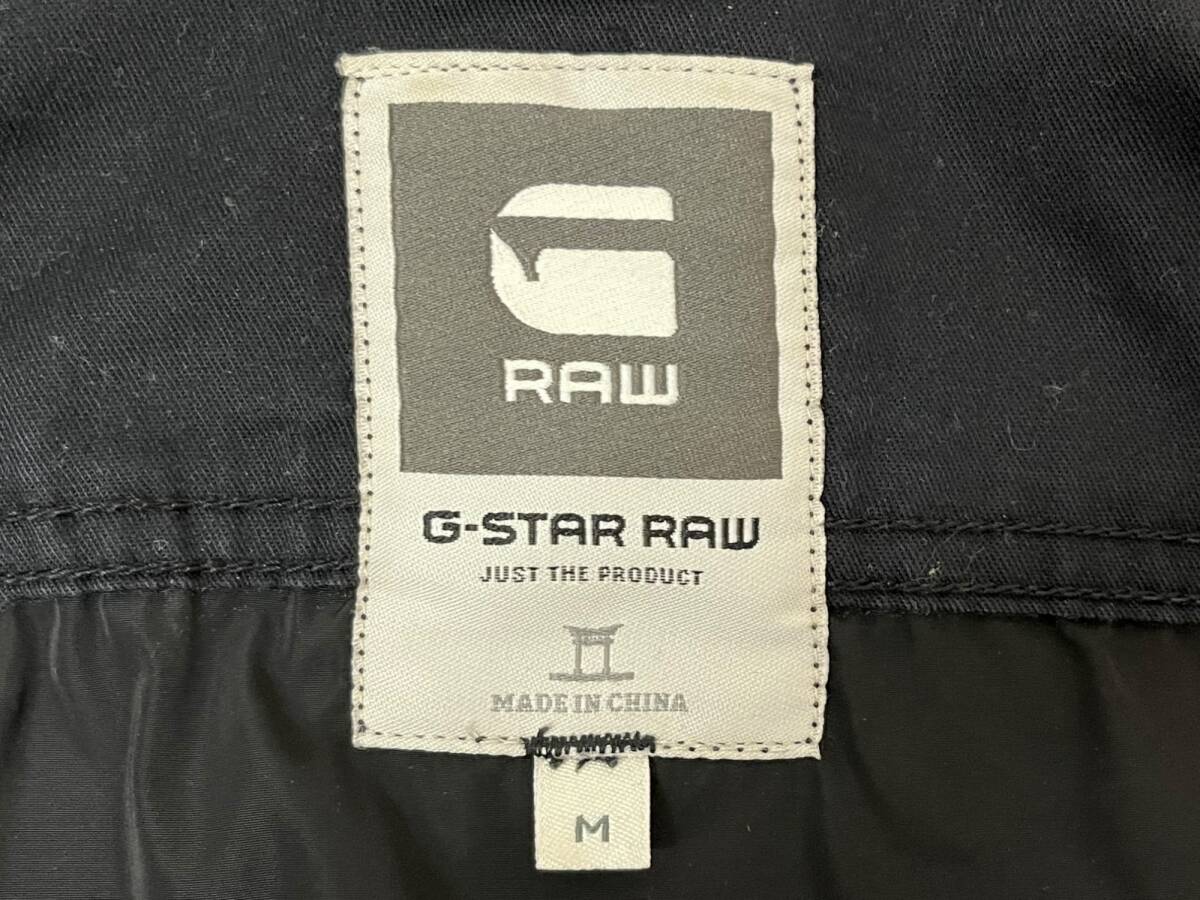 G
RAW
G-STAR RAW
JUST THE PRODUCT
MADE IN CHINA
M